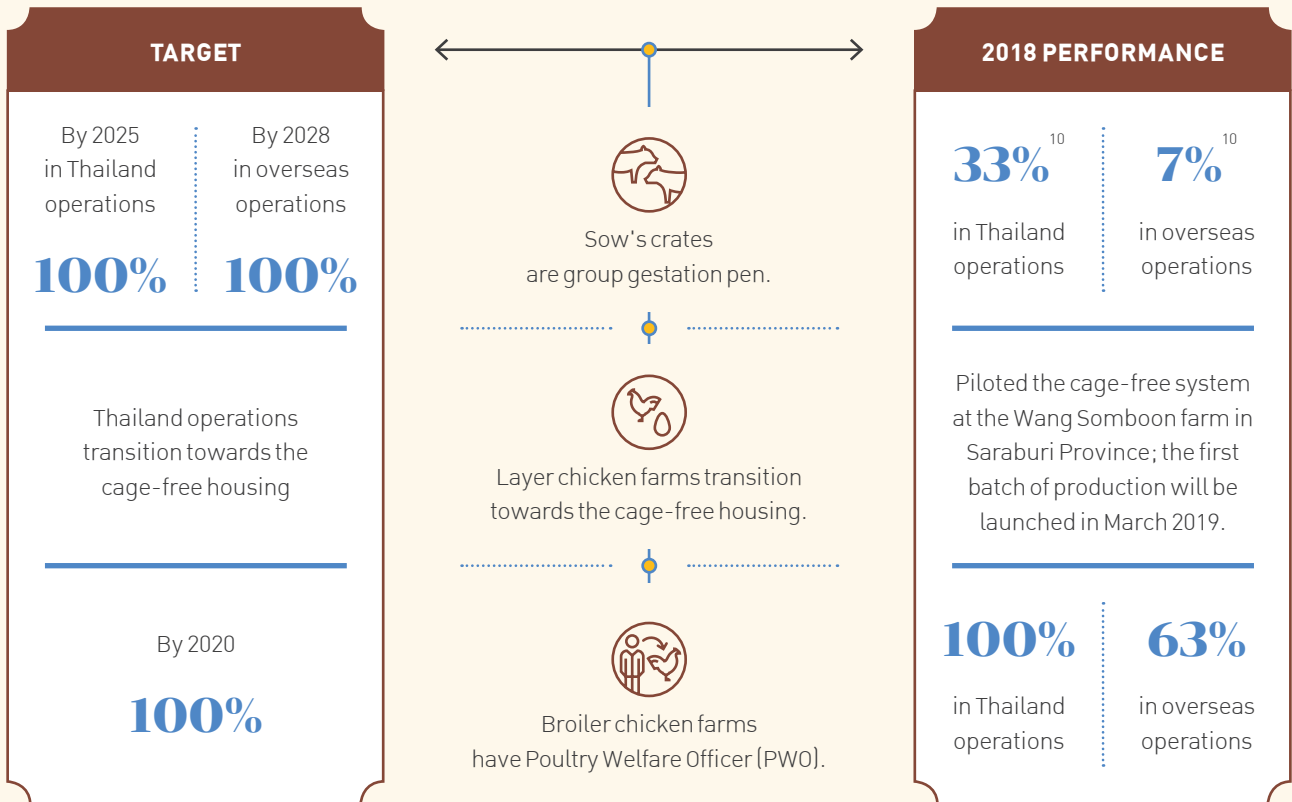 TARGET
2018 PERFORMANCE
By 2025
in Thailand
operations
100%
By 2028
in overseas
operations
100%
Sow's crates
are group gestation pen.
33%10
in Thailand
operations
7%10
in overseas
operations
Thailand operations
transition towards the
cage-free housing
Layer chicken farms transition
towards the cage-free housing.
Piloted the cage-free system
at the Wang Somboon farm in
Saraburi Province; the first
batch of production will be
launched in March 2019.
By 2020
100%
Broiler chicken farms
have Poultry Welfare Officer (PWO).
100%
in Thailand
operations
63%
in overseas
operations